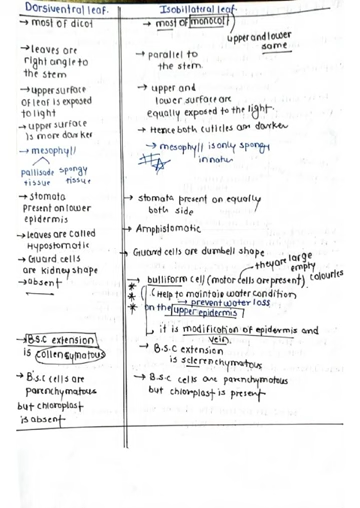 Dorsiventral leaf.
→ most of dicot
→ leaves are
right angle to
the stem
→ upper surface
of leaf is exposed
to light
→ upper surface
is more darker
→ mesophyll
pallisade spongy
tissue tissue
→ stomata
present on lower
epidermis
→ leaves are called
Hypostomatic
→ Guard cells
are kidney shape
→ absent
→ B.S.C extension
is collenchymatous
→ B.S.C cells are
parenchymatous
but chloroplast
is absent
Isobilateral leaf.
→ most of monocot
upper and lower
same
→ parallel to
the stem.
→ upper and
lower surface are
equally exposed to the light.
→ Hence both cuticles are darker
→ mesophyll is only spongy
in nature
→ stomata present on equally
both side
→ Amphistomatic
→ Guard cells are dumbell shape
→ they are large
empty
colourless
→ bulliform cell (motor cells are present)
(Help to maintain water condition
→ prevent water loss
on the upper epidermis
it is modification of epidermis and
vein.
→ B.S.C extension
is sclerenchymatous
→ B.S.C cells are parenchymatous
but chloroplast is present